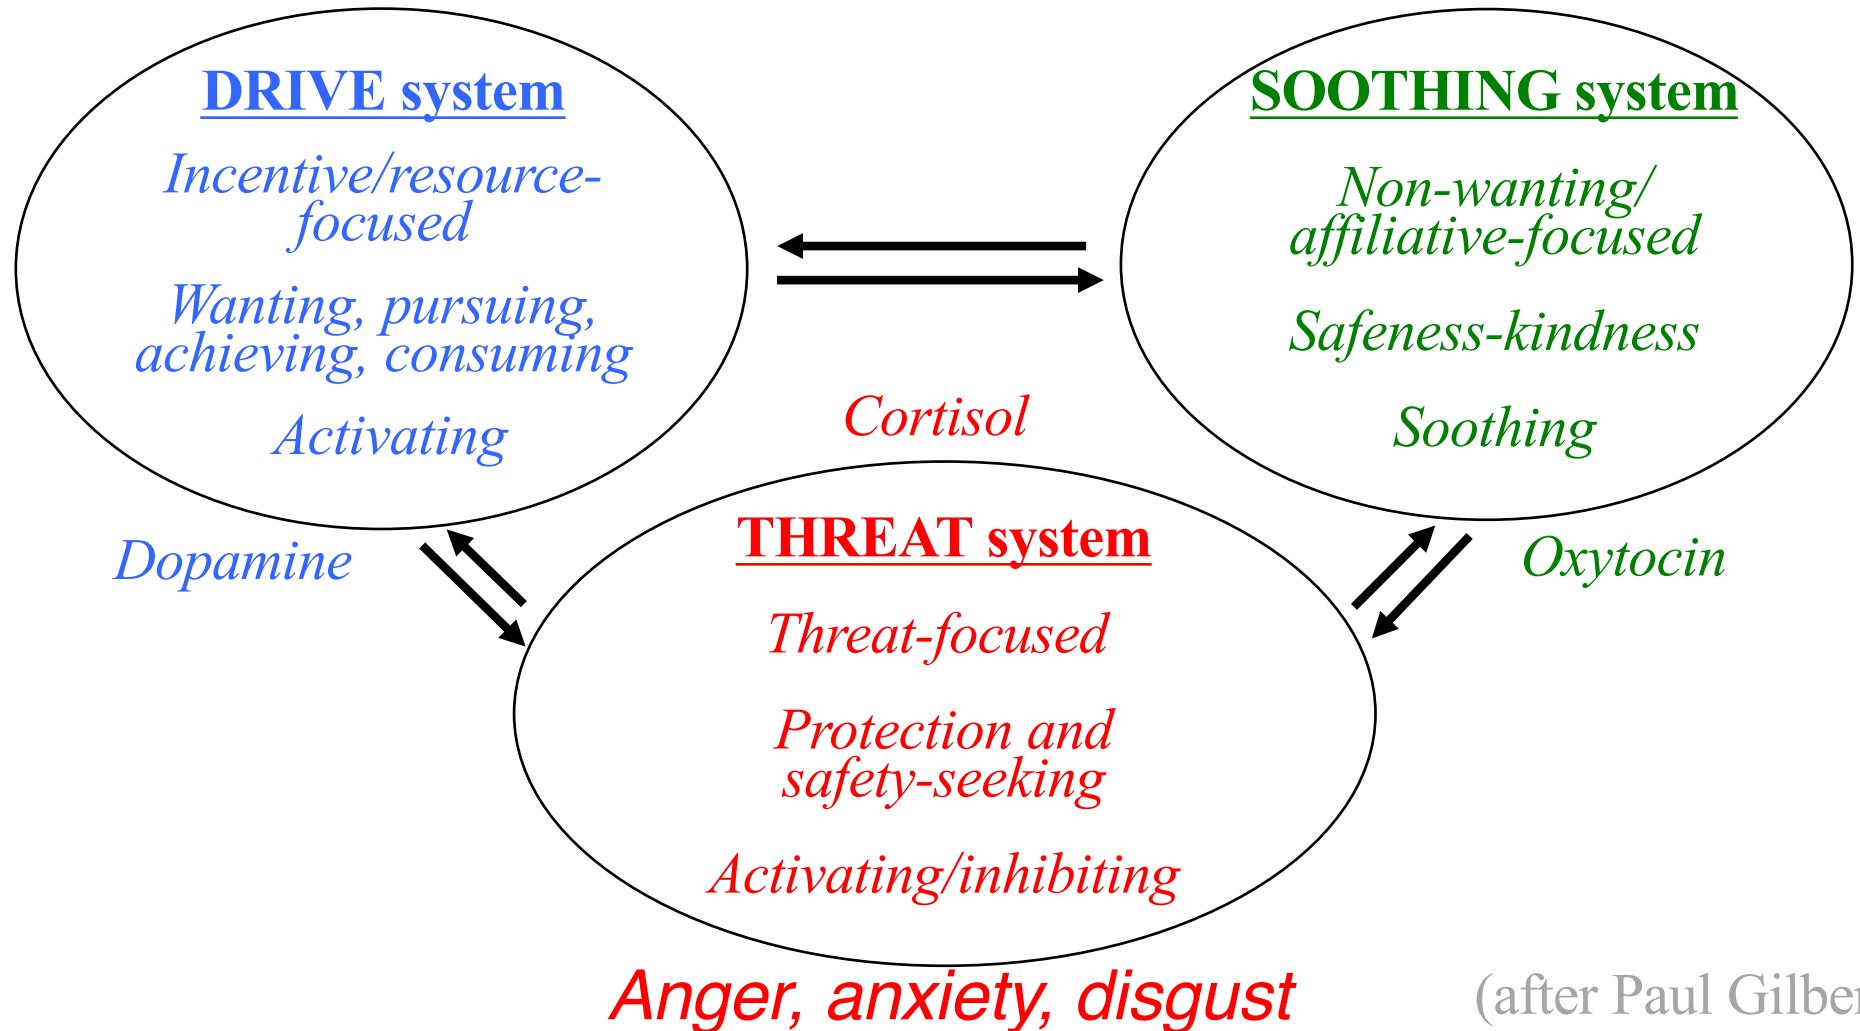 DRIVE system
Incentive/resource-
focused
Wanting, pursuing,
achieving, consuming
Activating
Dopamine
SOOTHING system
Non-wanting/
affiliative-focused
Safeness-kindness
Soothing
Oxytocin
Cortisol
THREAT system
Threat-focused
Protection and
safety-seeking
Activating/inhibiting
Anger, anxiety, disgust
(after Paul